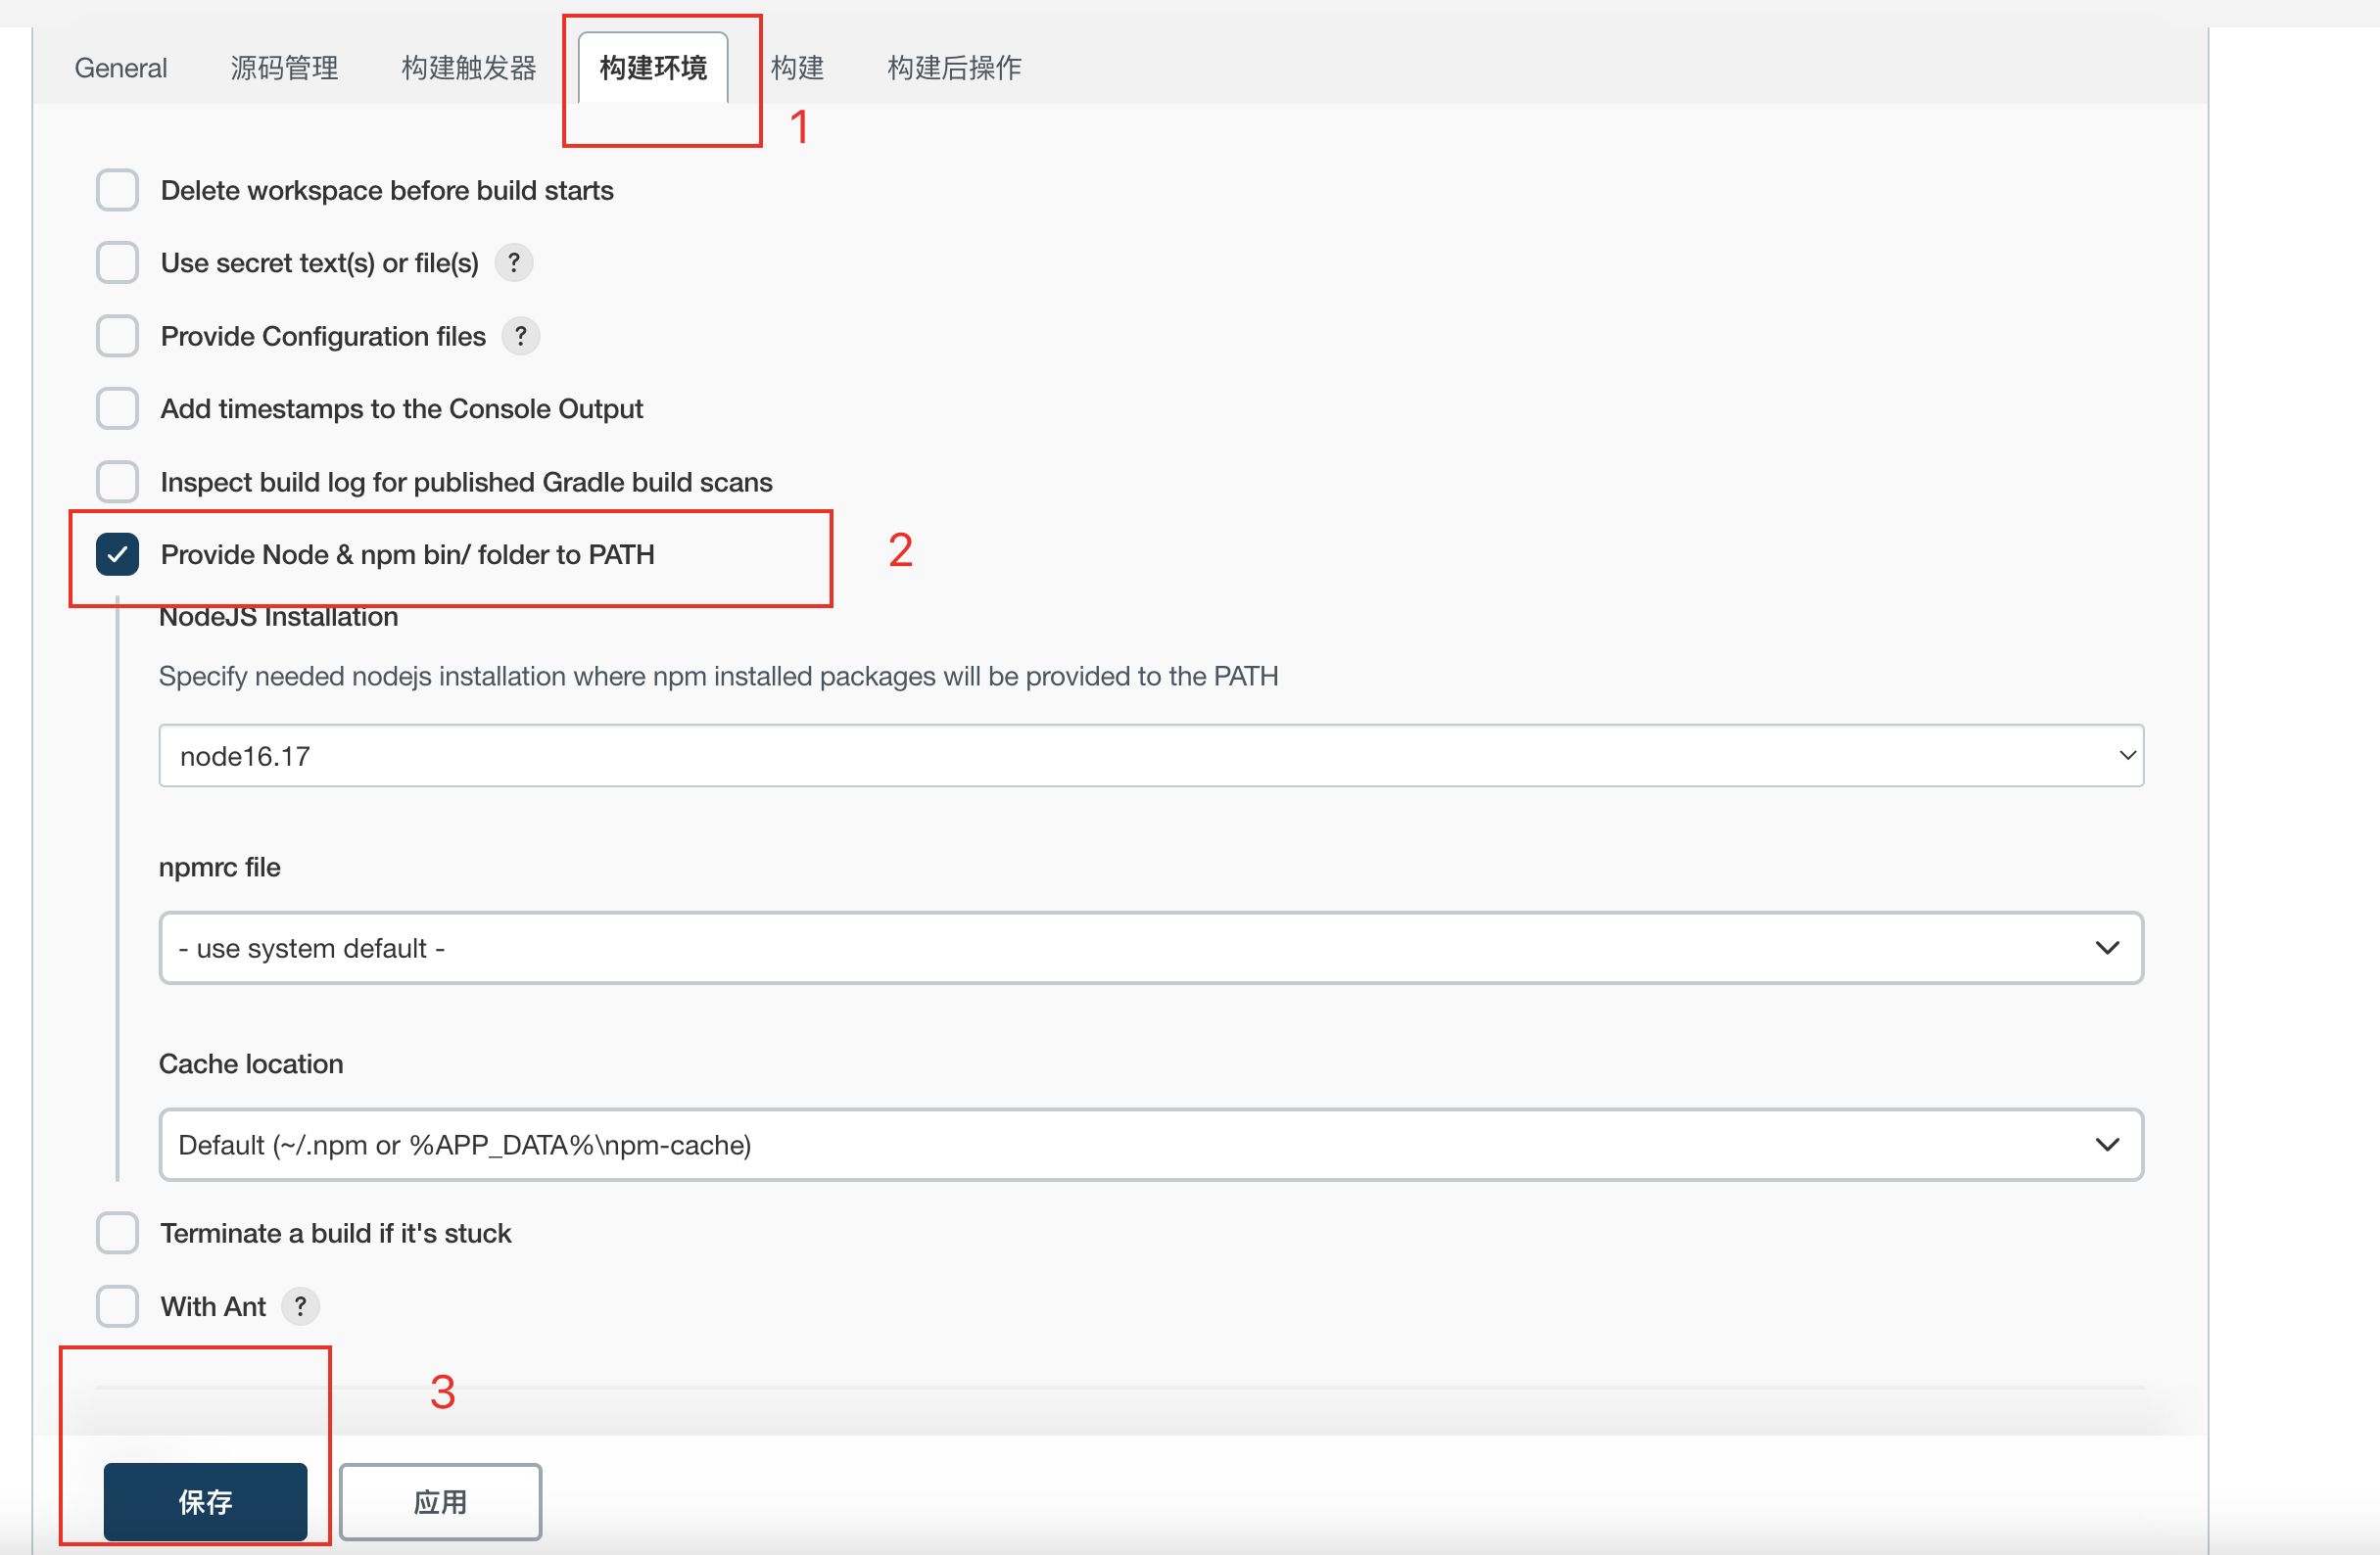 General 源码管理 构建触发器 构建环境 构建 构建后操作
1
Delete workspace before build starts
Use secret text(s) or file(s) ?
Provide Configuration files ?
Add timestamps to the Console Output
Inspect build log for published Gradle build scans
Provide Node & npm bin/ folder to PATH 2
NodeJS Installation
Specify needed nodejs installation where npm installed packages will be provided to the PATH
node16.17
npmrc file
- use system default -
Cache location
Default (~/.npm or %APP_DATA%\npm-cache)
Terminate a build if it's stuck
With Ant ?
3
保存 应用